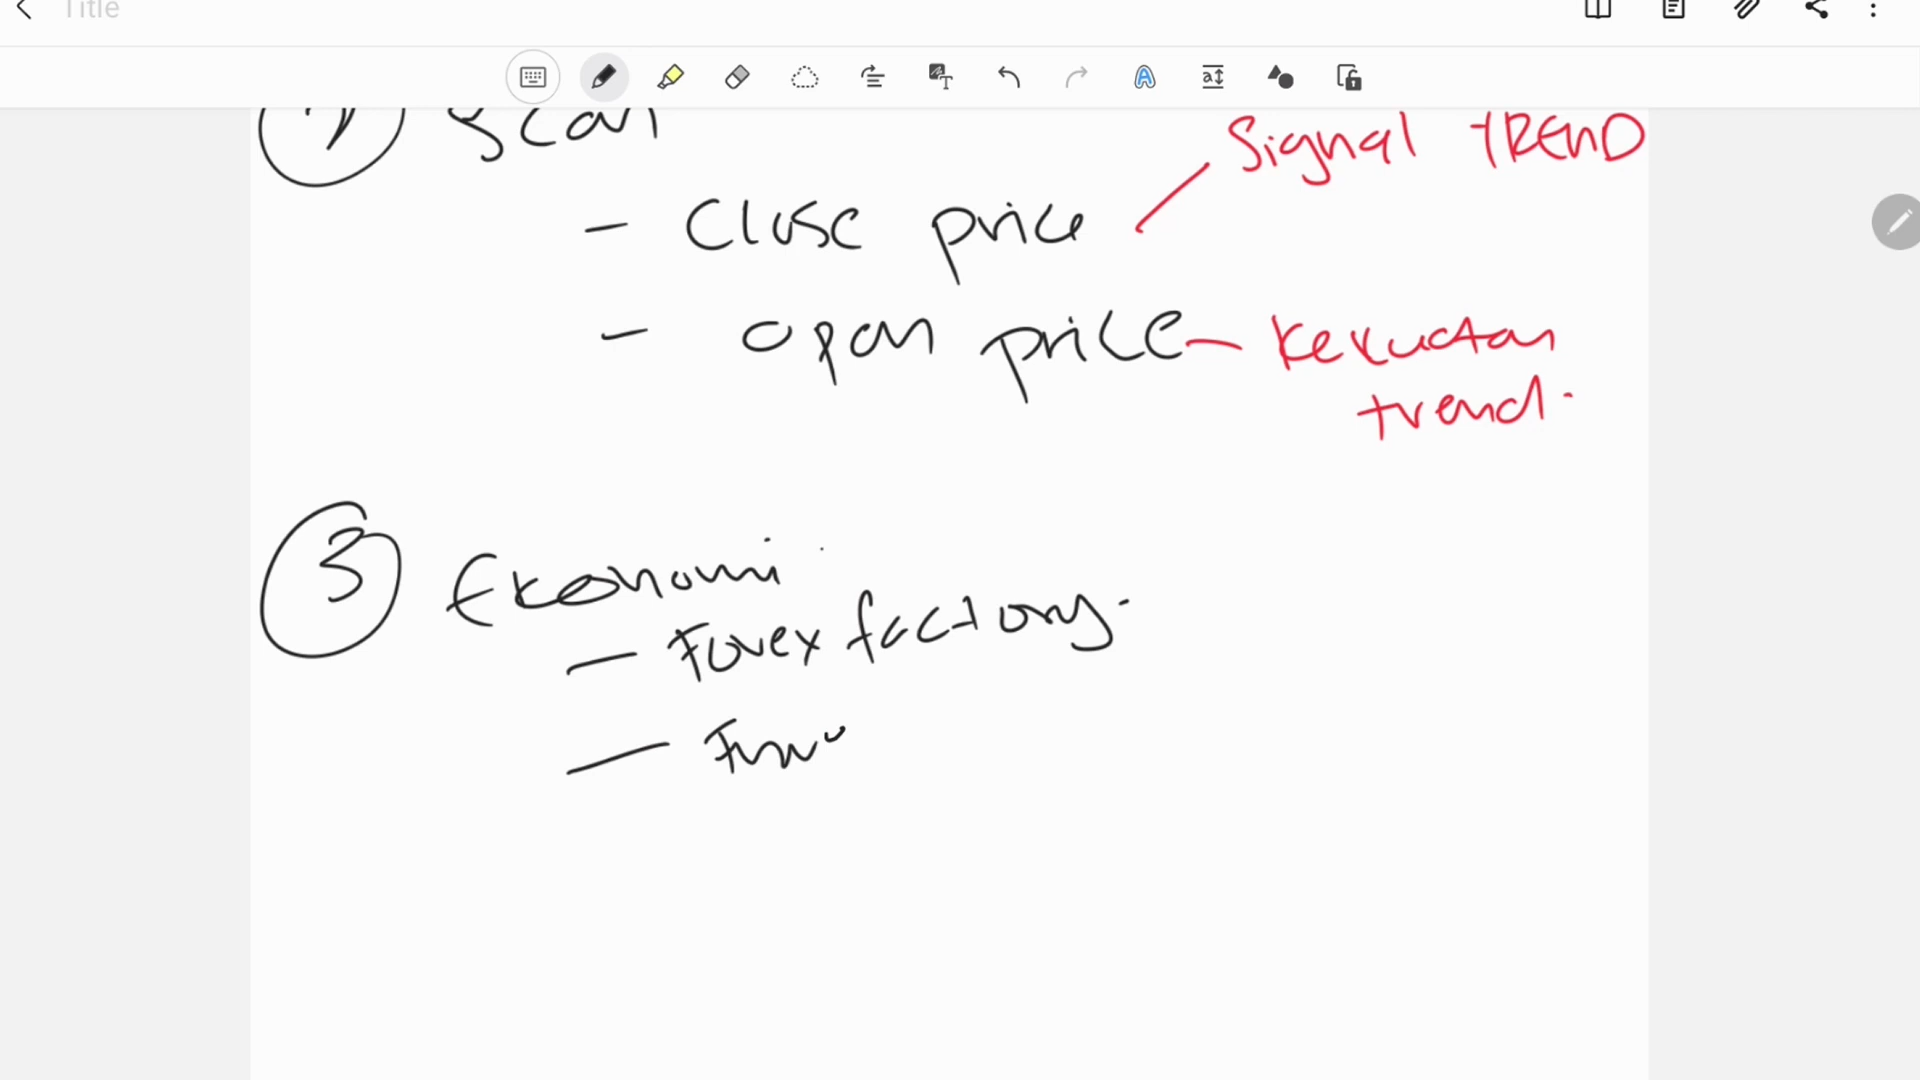 Title
Scan
Signal TREND
- Close price
- open price - Kekuatan
trend.
3 Ekonomi
- Forex factory.
-